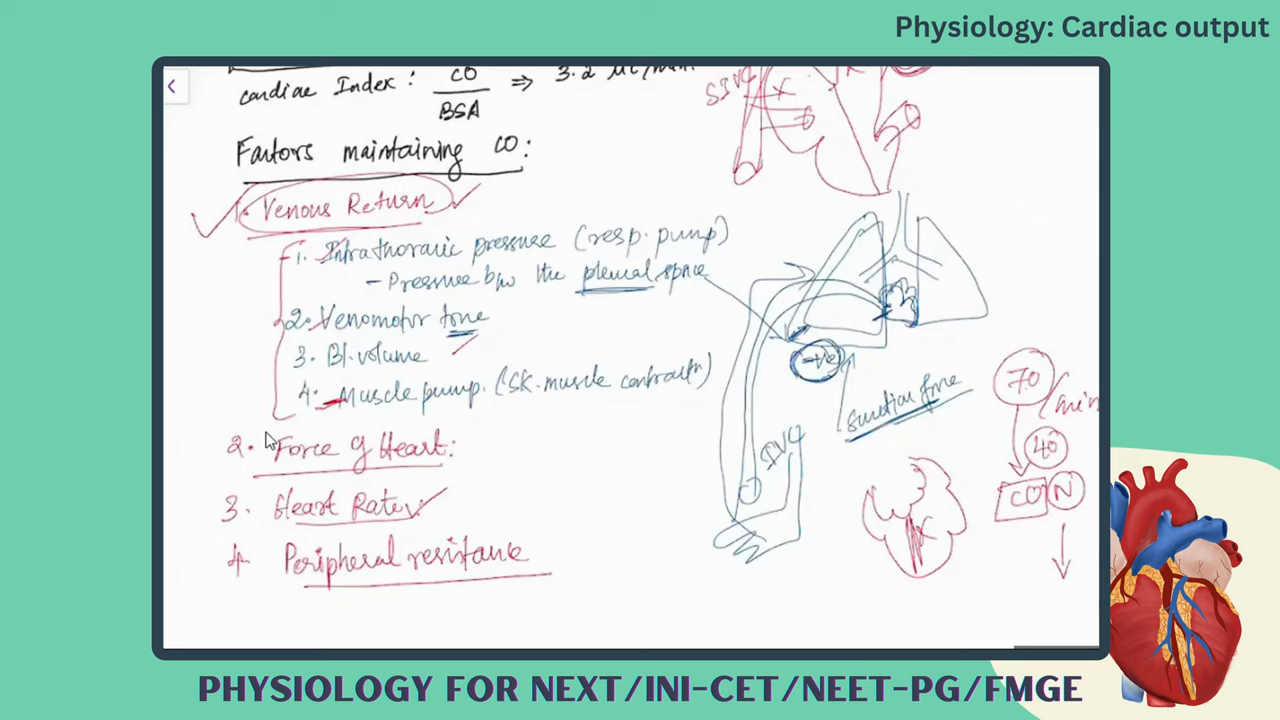 Physiology: Cardiac output
Cardiac Index: CO/BSA ⇒ 3.2
Factors maintaining CO:
1. Venous Return
1. Intrathoracic pressure (resp. pump)
- Pressure b/w the pleural space
2. Venomotor tone
3. Bl. volume
4. Muscle pump. (SK. muscle contractn)
-ve
Suction force
70/min
40
2. Force of Heart:
IVC
3. Heart Rate
CO N
4 Peripheral resistance
SIVC
PHYSIOLOGY FOR NEXT/INI-CET/NEET-PG/FMGE